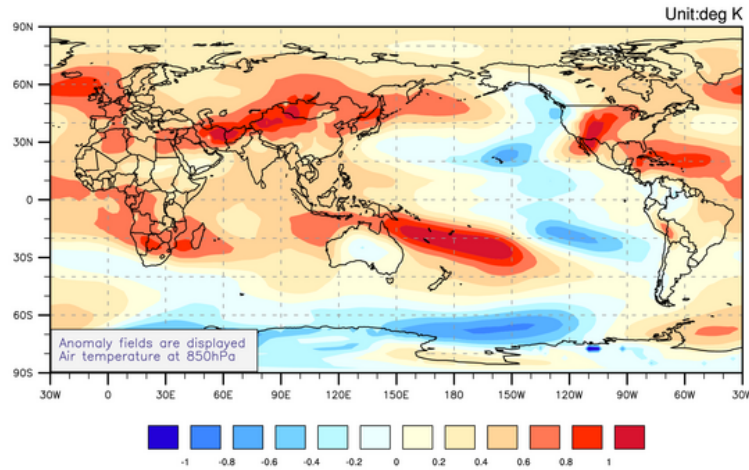 Unit:deg K
90N
60N
30N
0
30S
60S
90S
Anomaly fields are displayed
Air temperature at 850hPa
30W 0 30E 60E 90E 120E 150E 180 150W 120W 90W 60W 30W
-1 -0.8 -0.6 -0.4 -0.2 0 0.2 0.4 0.6 0.8 1